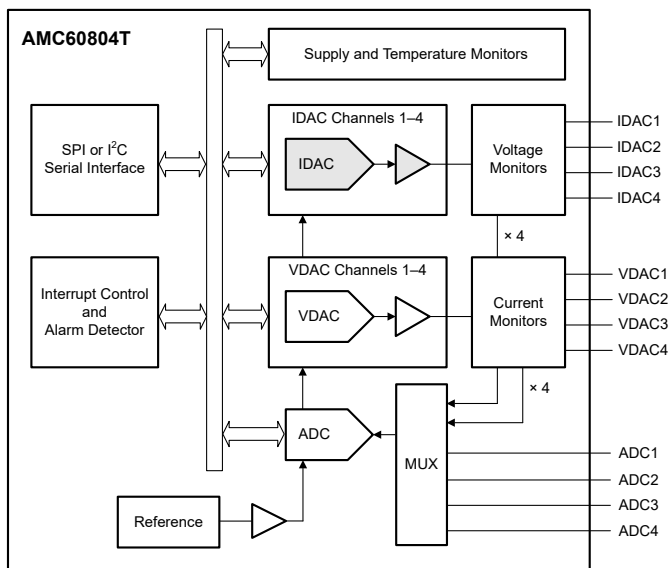 AMC60804T
Supply and Temperature Monitors
SPI or I²C
Serial Interface
IDAC Channels 1–4
IDAC
Voltage
Monitors
IDAC1
IDAC2
IDAC3
IDAC4
× 4
Interrupt Control
and
Alarm Detector
VDAC Channels 1–4
VDAC
Current
Monitors
VDAC1
VDAC2
VDAC3
VDAC4
× 4
ADC
MUX
ADC1
ADC2
ADC3
ADC4
Reference